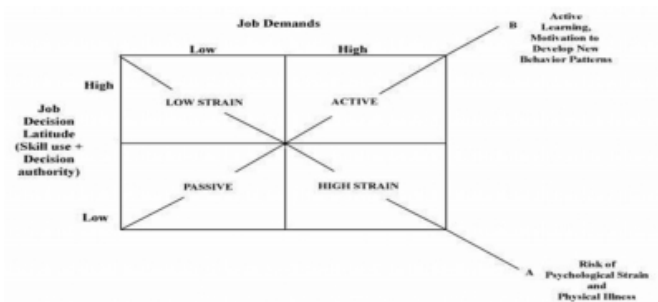 Job Demands
Low High
B Active
Learning,
Motivation to
Develop New
Behavior Patterns
High
Job
Decision
Latitude
(Skill use +
Decision
authority)
Low
LOW STRAIN ACTIVE
PASSIVE HIGH STRAIN
A Risk of
Psychological Strain
and
Physical Illness